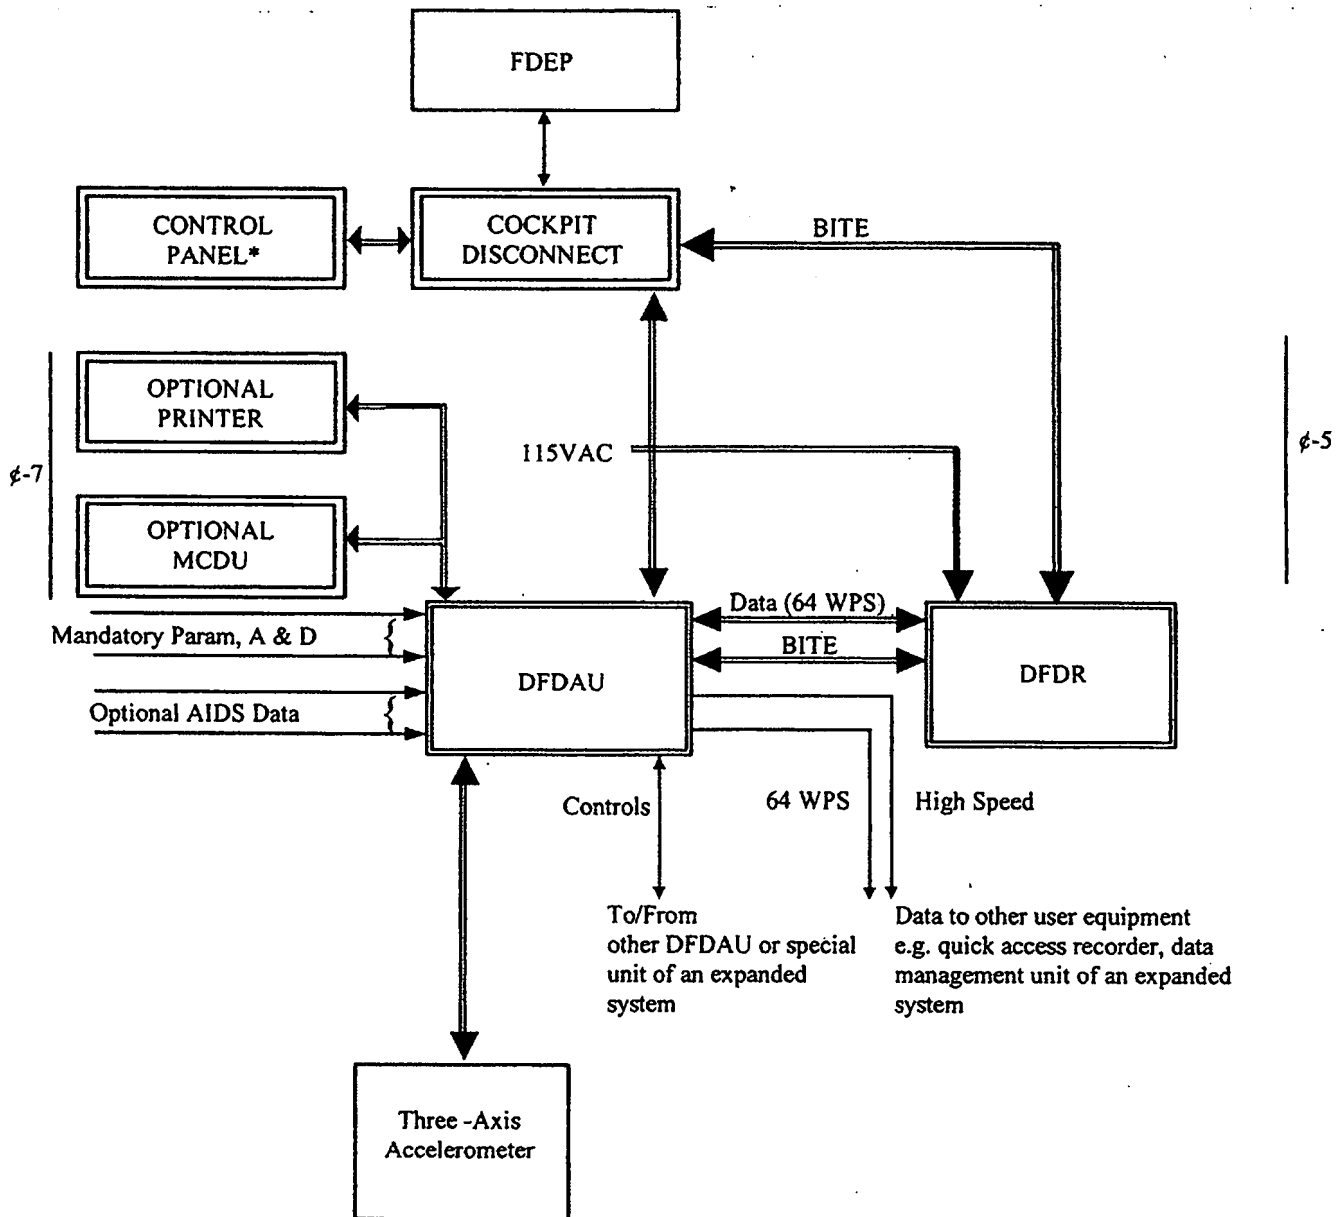 FDEP
CONTROL
PANEL*
COCKPIT
DISCONNECT
BITE
OPTIONAL
PRINTER
115VAC
¢-7
¢-5
OPTIONAL
MCDU
Mandatory Param, A & D {
Optional AIDS Data {
DFDAU
Data (64 WPS)
BITE
DFDR
Controls
64 WPS
High Speed
To/From
other DFDAU or special
unit of an expanded
system
Data to other user equipment
e.g. quick access recorder, data
management unit of an expanded
system
Three -Axis
Accelerometer